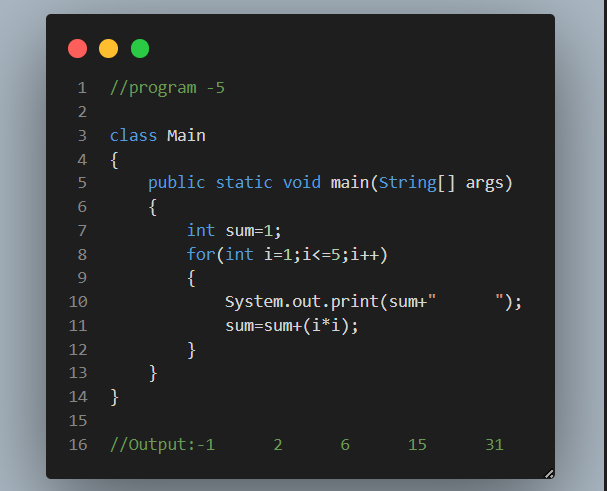 1 //program -5
2
3 class Main
4 {
5     public static void main(String[] args)
6     {
7         int sum=1;
8         for(int i=1;i<=5;i++)
9         {
10             System.out.print(sum+"      ");
11             sum=sum+(i*i);
12         }
13     }
14 }
15
16 //Output:-1      2      6      15      31